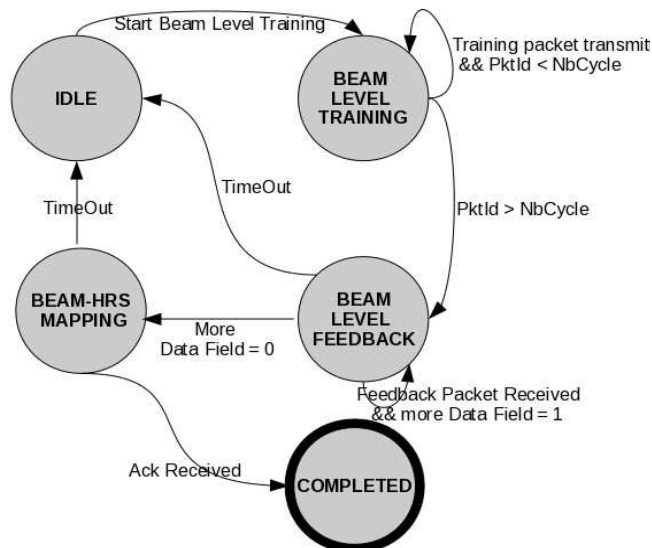 Start Beam Level Training
IDLE
BEAM
LEVEL
TRAINING
Training packet transmit
&& PktId < NbCycle
TimeOut
TimeOut
PktId > NbCycle
BEAM-HRS
MAPPING
More
Data Field = 0
BEAM
LEVEL
FEEDBACK
Feedback Packet Received
&& more Data Field = 1
Ack Received
COMPLETED